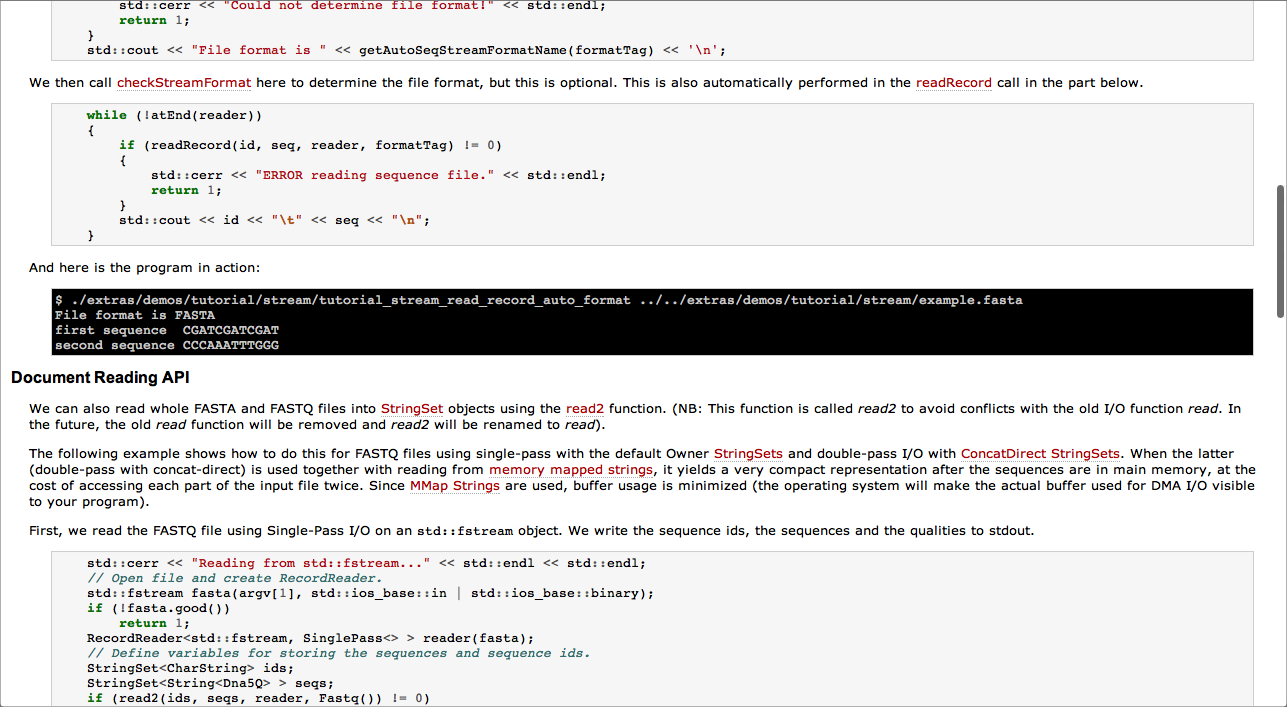 std::cerr << "Could not determine file format!" << std::endl;
        return 1;
    }
    std::cout << "File format is " << getAutoSeqStreamFormatName(formatTag) << '\n';
We then call checkStreamFormat here to determine the file format, but this is optional. This is also automatically performed in the readRecord call in the part below.
    while (!atEnd(reader))
    {
        if (readRecord(id, seq, reader, formatTag) != 0)
        {
            std::cerr << "ERROR reading sequence file." << std::endl;
            return 1;
        }
        std::cout << id << "\t" << seq << "\n";
    }
And here is the program in action:
$ ./extras/demos/tutorial/stream/tutorial_stream_read_record_auto_format ../../extras/demos/tutorial/stream/example.fasta
File format is FASTA
first sequence  CGATCGATCGAT
second sequence CCCAAATTTGGG
Document Reading API
We can also read whole FASTA and FASTQ files into StringSet objects using the read2 function. (NB: This function is called read2 to avoid conflicts with the old I/O function read. In
the future, the old read function will be removed and read2 will be renamed to read).
The following example shows how to do this for FASTQ files using single-pass with the default Owner StringSets and double-pass I/O with ConcatDirect StringSets. When the latter
(double-pass with concat-direct) is used together with reading from memory mapped strings, it yields a very compact representation after the sequences are in main memory, at the
cost of accessing each part of the input file twice. Since MMap Strings are used, buffer usage is minimized (the operating system will make the actual buffer used for DMA I/O visible
to your program).
First, we read the FASTQ file using Single-Pass I/O on an std::fstream object. We write the sequence ids, the sequences and the qualities to stdout.
    std::cerr << "Reading from std::fstream..." << std::endl << std::endl;
    // Open file and create RecordReader.
    std::fstream fasta(argv[1], std::ios_base::in | std::ios_base::binary);
    if (!fasta.good())
        return 1;
    RecordReader<std::fstream, SinglePass<> > reader(fasta);
    // Define variables for storing the sequences and sequence ids.
    StringSet<CharString> ids;
    StringSet<String<Dna5Q> > seqs;
    if (read2(ids, seqs, reader, Fastq()) != 0)